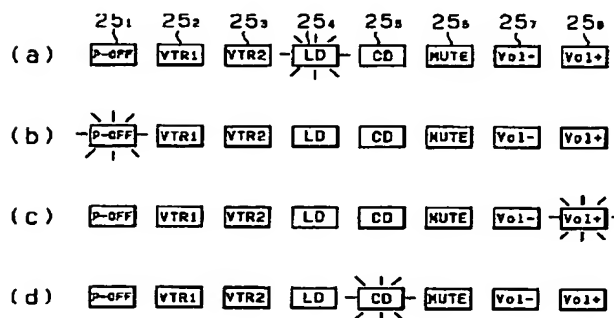 25₁ 25₂ 25₃ 25₄ 25₅ 25₆ 25₇ 25₈
(a) P-OFF VTR1 VTR2 LD CD MUTE Vol- Vol+
(b) P-OFF VTR1 VTR2 LD CD MUTE Vol- Vol+
(c) P-OFF VTR1 VTR2 LD CD MUTE Vol- Vol+
(d) P-OFF VTR1 VTR2 LD CD MUTE Vol- Vol+